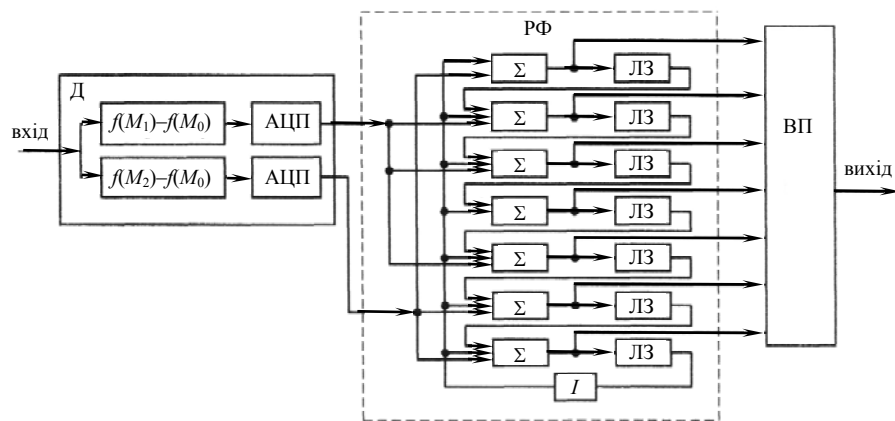 РФ
Σ ЛЗ
Д
f(M₁)–f(M₀) АЦП
Σ ЛЗ
вхід
ВП
Σ ЛЗ
f(M₂)–f(M₀) АЦП
вихід
Σ ЛЗ
Σ ЛЗ
Σ ЛЗ
Σ ЛЗ
I